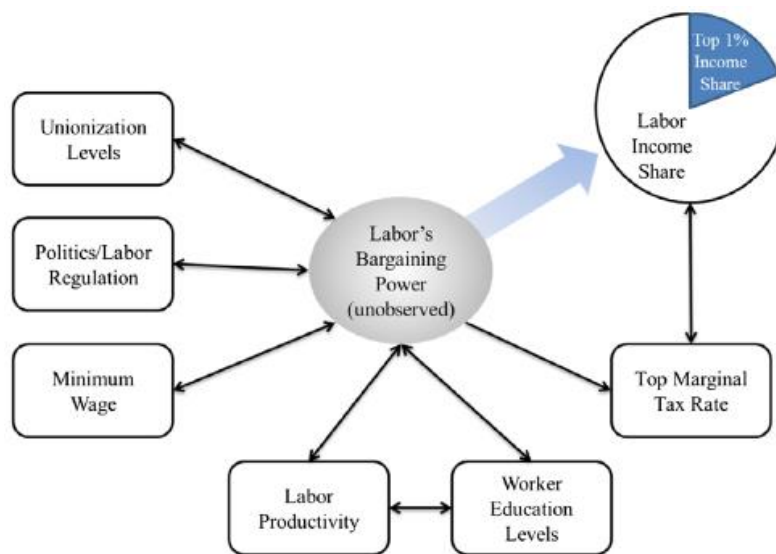 Top 1%
Income
Share
Labor
Income
Share
Unionization
Levels
Politics/Labor
Regulation
Minimum
Wage
Labor's
Bargaining
Power
(unobserved)
Top Marginal
Tax Rate
Labor
Productivity
Worker
Education
Levels